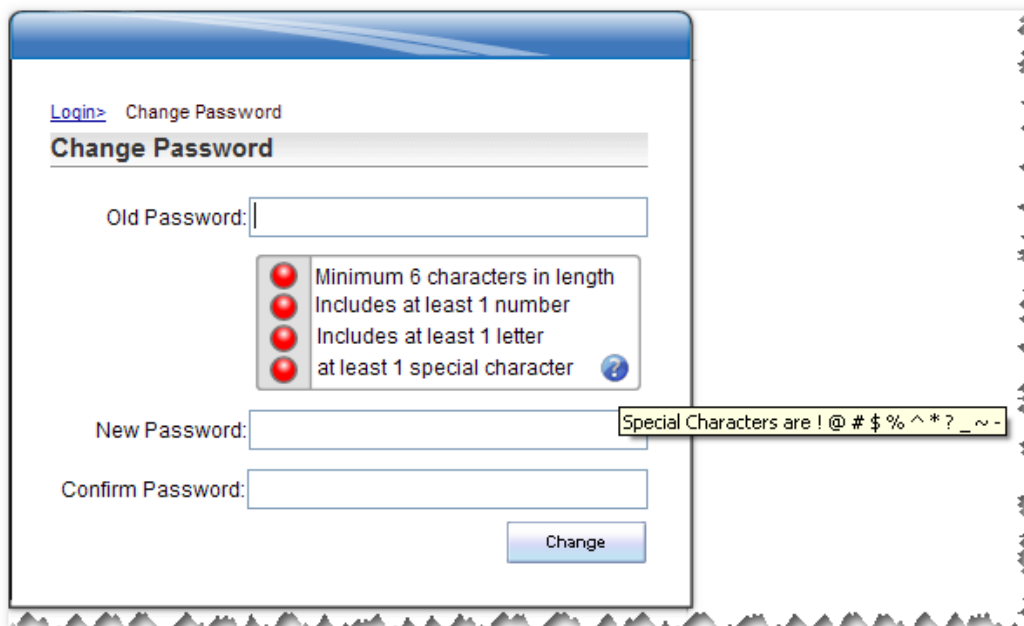 Login> Change Password
Change Password
Old Password:
Minimum 6 characters in length
Includes at least 1 number
Includes at least 1 letter
at least 1 special character ?
New Password:
Special Characters are ! @ # $ % ^ * ? _ ~ -
Confirm Password:
Change